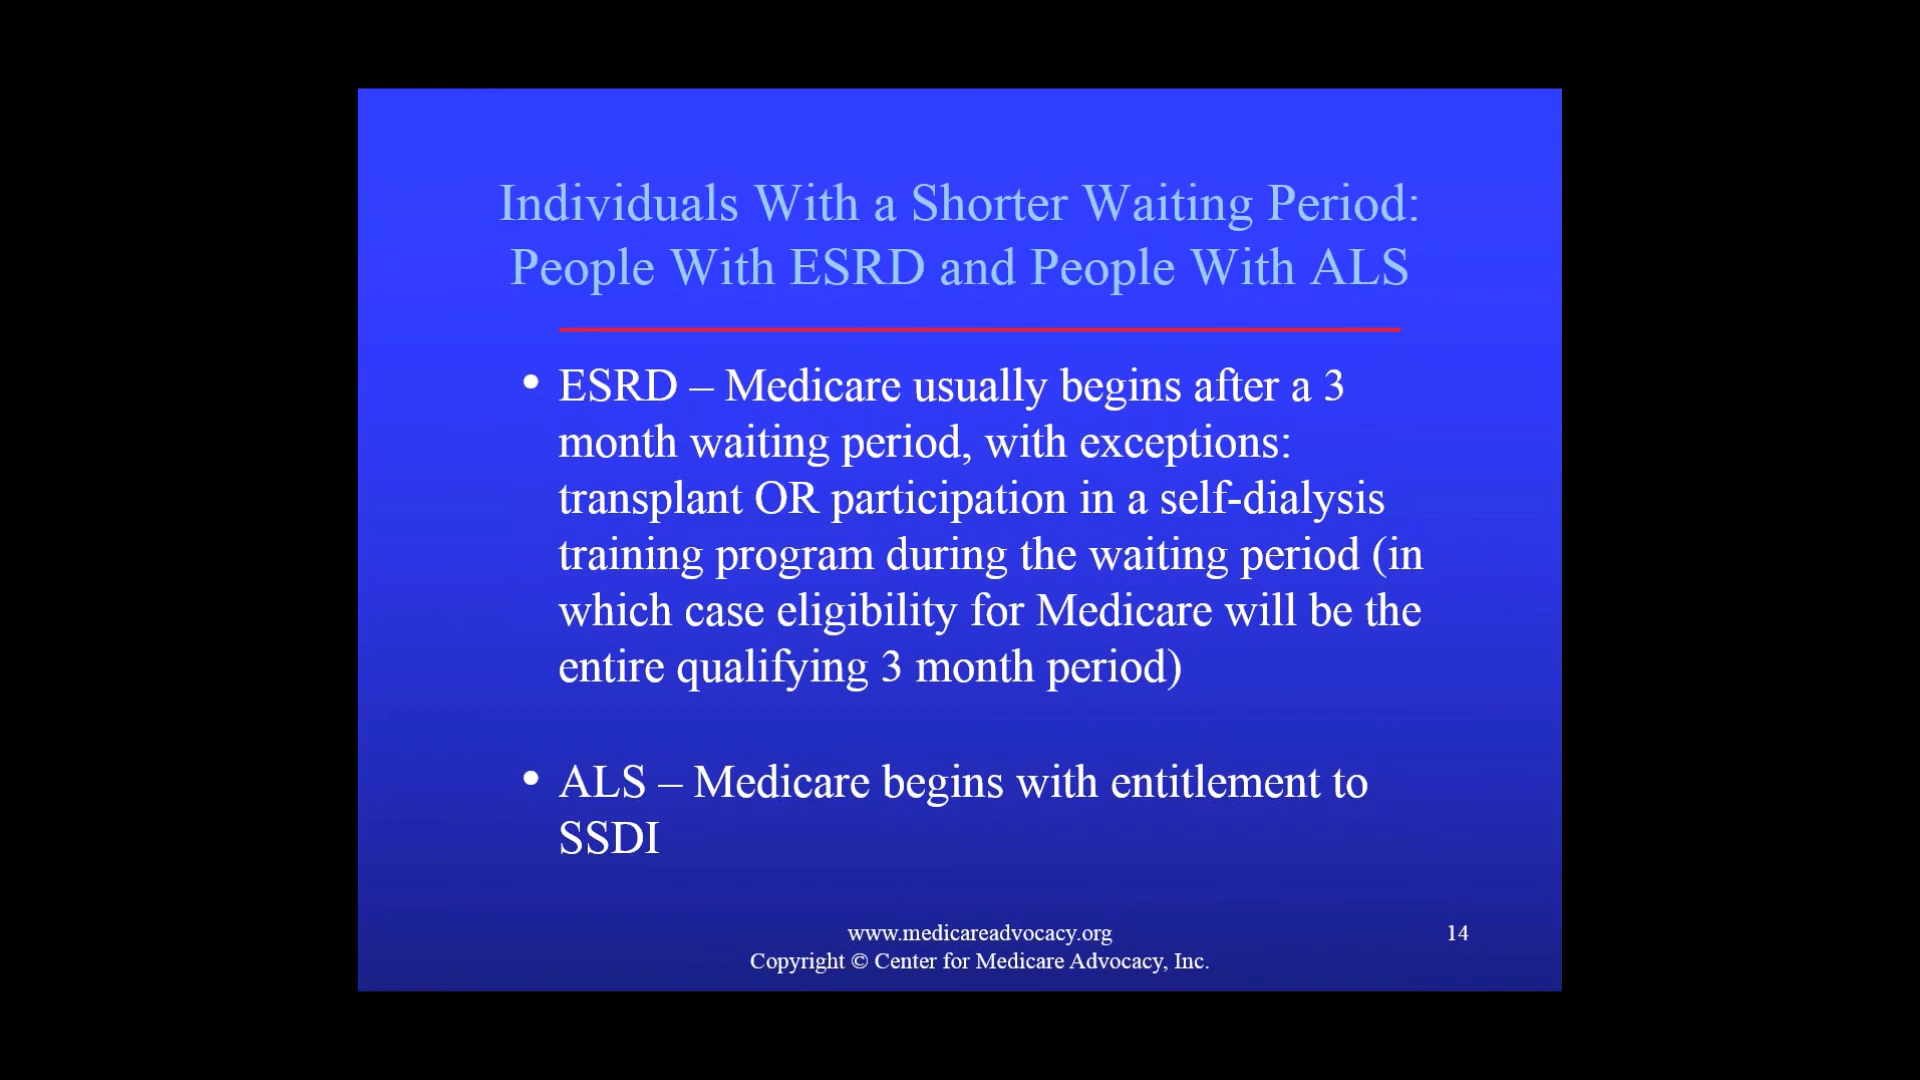 Individuals With a Shorter Waiting Period:
People With ESRD and People With ALS
• ESRD – Medicare usually begins after a 3
month waiting period, with exceptions:
transplant OR participation in a self-dialysis
training program during the waiting period (in
which case eligibility for Medicare will be the
entire qualifying 3 month period)
• ALS – Medicare begins with entitlement to
SSDI
www.medicareadvocacy.org
14
Copyright © Center for Medicare Advocacy, Inc.